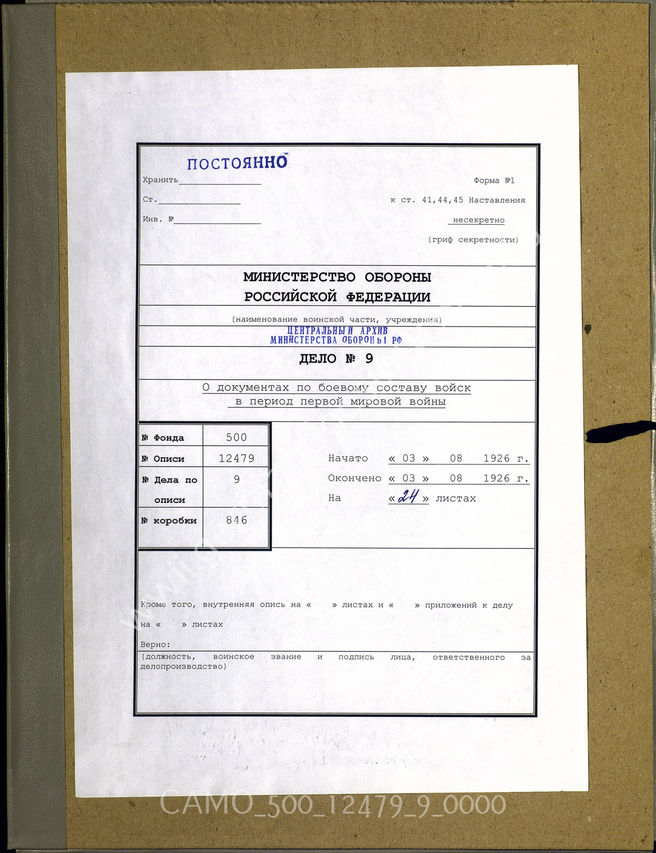 ПОСТОЯННО
Хранить
Форма №1
Ст.
к ст. 41,44,45 Наставления
Инв. №
несекретно
(гриф секретности)
МИНИСТЕРСТВО ОБОРОНЫ
РОССИЙСКОЙ ФЕДЕРАЦИИ
(наименование воинской части, учреждения)
ЦЕНТРАЛЬНЫЙ АРХИВ
МИНИСТЕРСТВА ОБОРОНЫ РФ
ДЕЛО № 9
О документах по боевому составу войск
в период первой мировой войны
№ Фонда 500
№ Описи 12479
№ Дела по описи 9
№ коробки 846
Начато « 03 » 08 1926 г.
Окончено « 03 » 08 1926 г.
На « 24 » листах
Кроме того, внутренняя опись на « » листах и « » приложений к делу
на « » листах
Верно:
(должность, воинское звание и подпись лица, ответственного за
делопроизводство)
CAMO_500_12479_9_0000